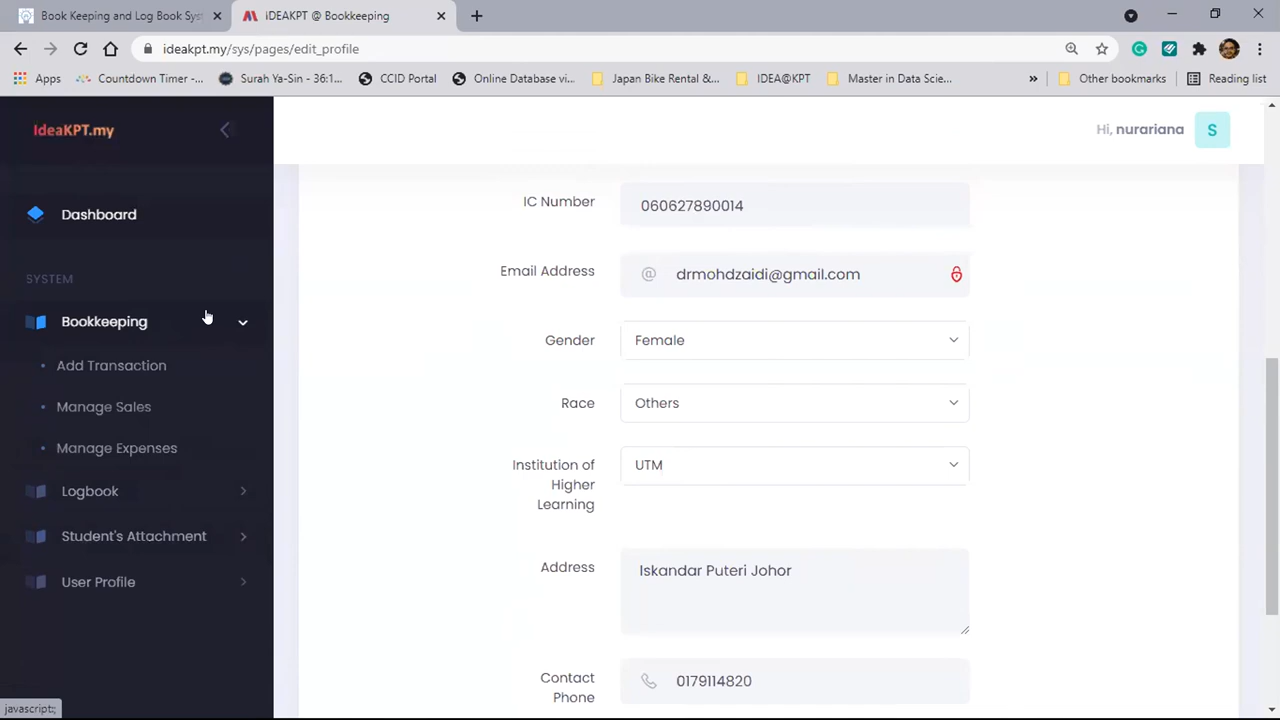 Book Keeping and Log Book Sys
IDEAKPT @ Bookkeeping
ideakpt.my/sys/pages/edit_profile
Apps
Countdown Timer -...
Surah Ya-Sin - 36:1...
CCID Portal
Online Database vi...
Japan Bike Rental &...
IDEA@KPT
Master in Data Scie...
»
Other bookmarks
Reading list
IdeaKPT.my
Hi, nurariana
S
Dashboard
SYSTEM
Bookkeeping
Add Transaction
Manage Sales
Manage Expenses
Logbook
Student's Attachment
User Profile
IC Number
060627890014
Email Address
@ drmohdzaidi@gmail.com
Gender
Female
Race
Others
Institution of
Higher
Learning
UTM
Address
Iskandar Puteri Johor
Contact
Phone
0179114820
javascript:;